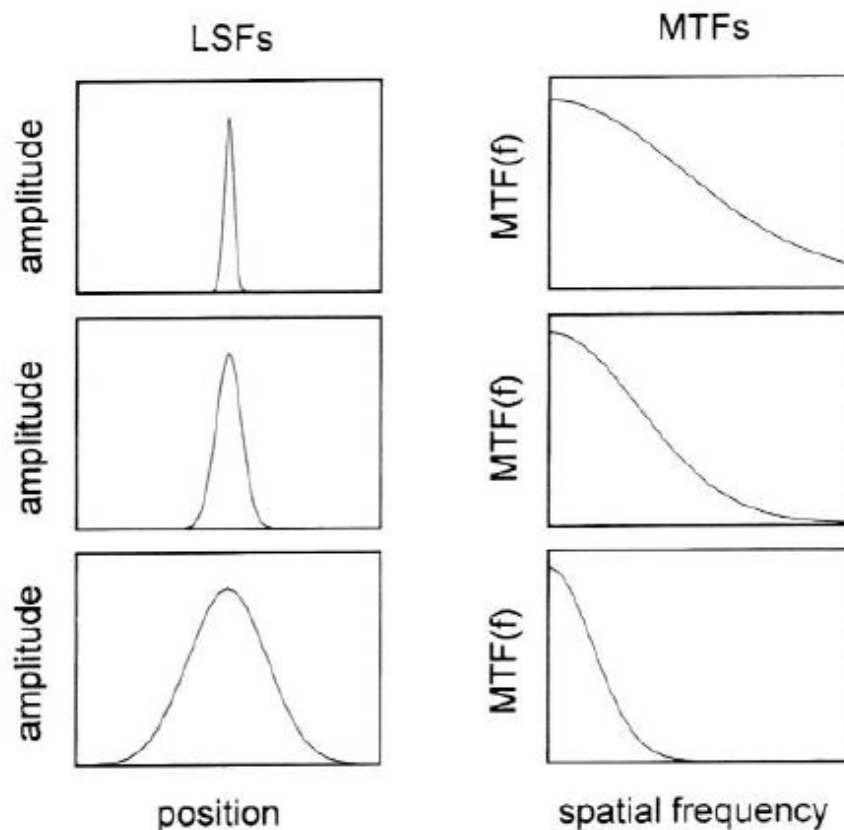 LSFs
MTFs
amplitude
MTF(f)
amplitude
MTF(f)
amplitude
MTF(f)
position
spatial frequency